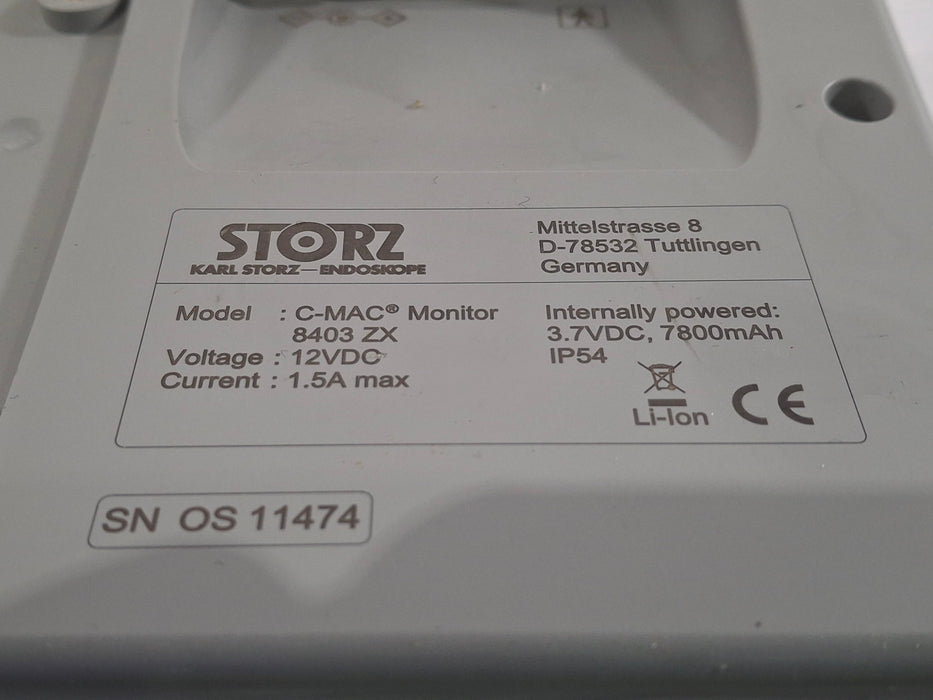 STORZ
KARL STORZ—ENDOSKOPE
Mittelstrasse 8
D-78532 Tuttlingen
Germany
Model : C-MAC® Monitor
8403 ZX
Voltage : 12VDC
Current : 1.5A max
Internally powered:
3.7VDC, 7800mAh
IP54
Li-Ion
CE
SN OS 11474